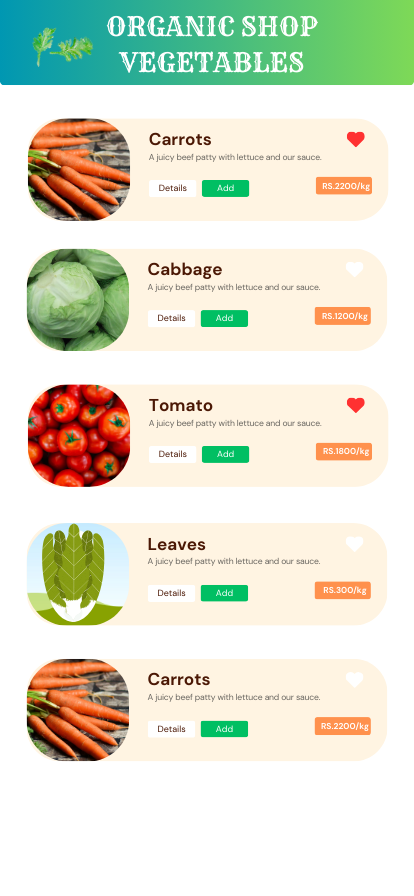 ORGANIC SHOP
VEGETABLES
Carrots
A juicy beef patty with lettuce and our sauce.
Details Add RS.2200/kg
Cabbage
A juicy beef patty with lettuce and our sauce.
Details Add RS.1200/kg
Tomato
A juicy beef patty with lettuce and our sauce.
Details Add RS.1800/kg
Leaves
A juicy beef patty with lettuce and our sauce.
Details Add RS.300/kg
Carrots
A juicy beef patty with lettuce and our sauce.
Details Add RS.2200/kg